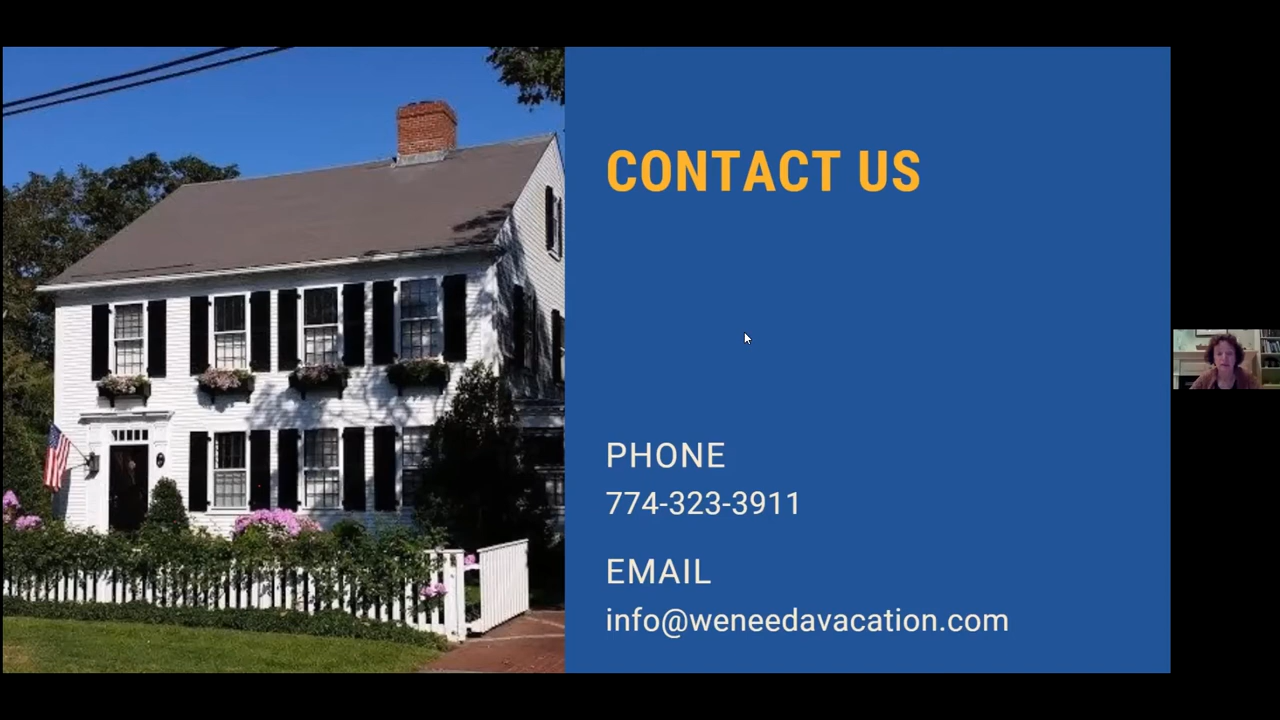 CONTACT US
PHONE
774-323-3911
EMAIL
info@weneedavacation.com